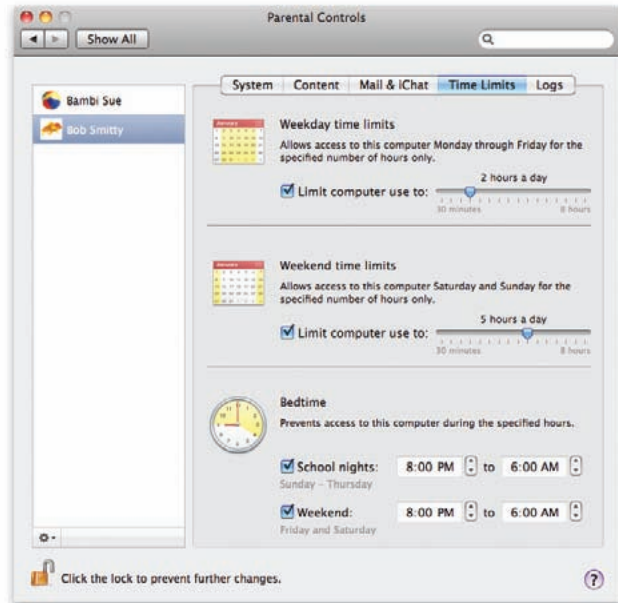 Parental Controls
Show All
System Content Mail & iChat Time Limits Logs
Bambi Sue
Bob Smitty
Weekday time limits
Allows access to this computer Monday through Friday for the
specified number of hours only.
2 hours a day
Limit computer use to:
30 minutes 8 hours
Weekend time limits
Allows access to this computer Saturday and Sunday for the
specified number of hours only.
5 hours a day
Limit computer use to:
30 minutes 8 hours
Bedtime
Prevents access to this computer during the specified hours.
School nights: 8:00 PM to 6:00 AM
Sunday – Thursday
Weekend: 8:00 PM to 6:00 AM
Friday and Saturday
Click the lock to prevent further changes.
?